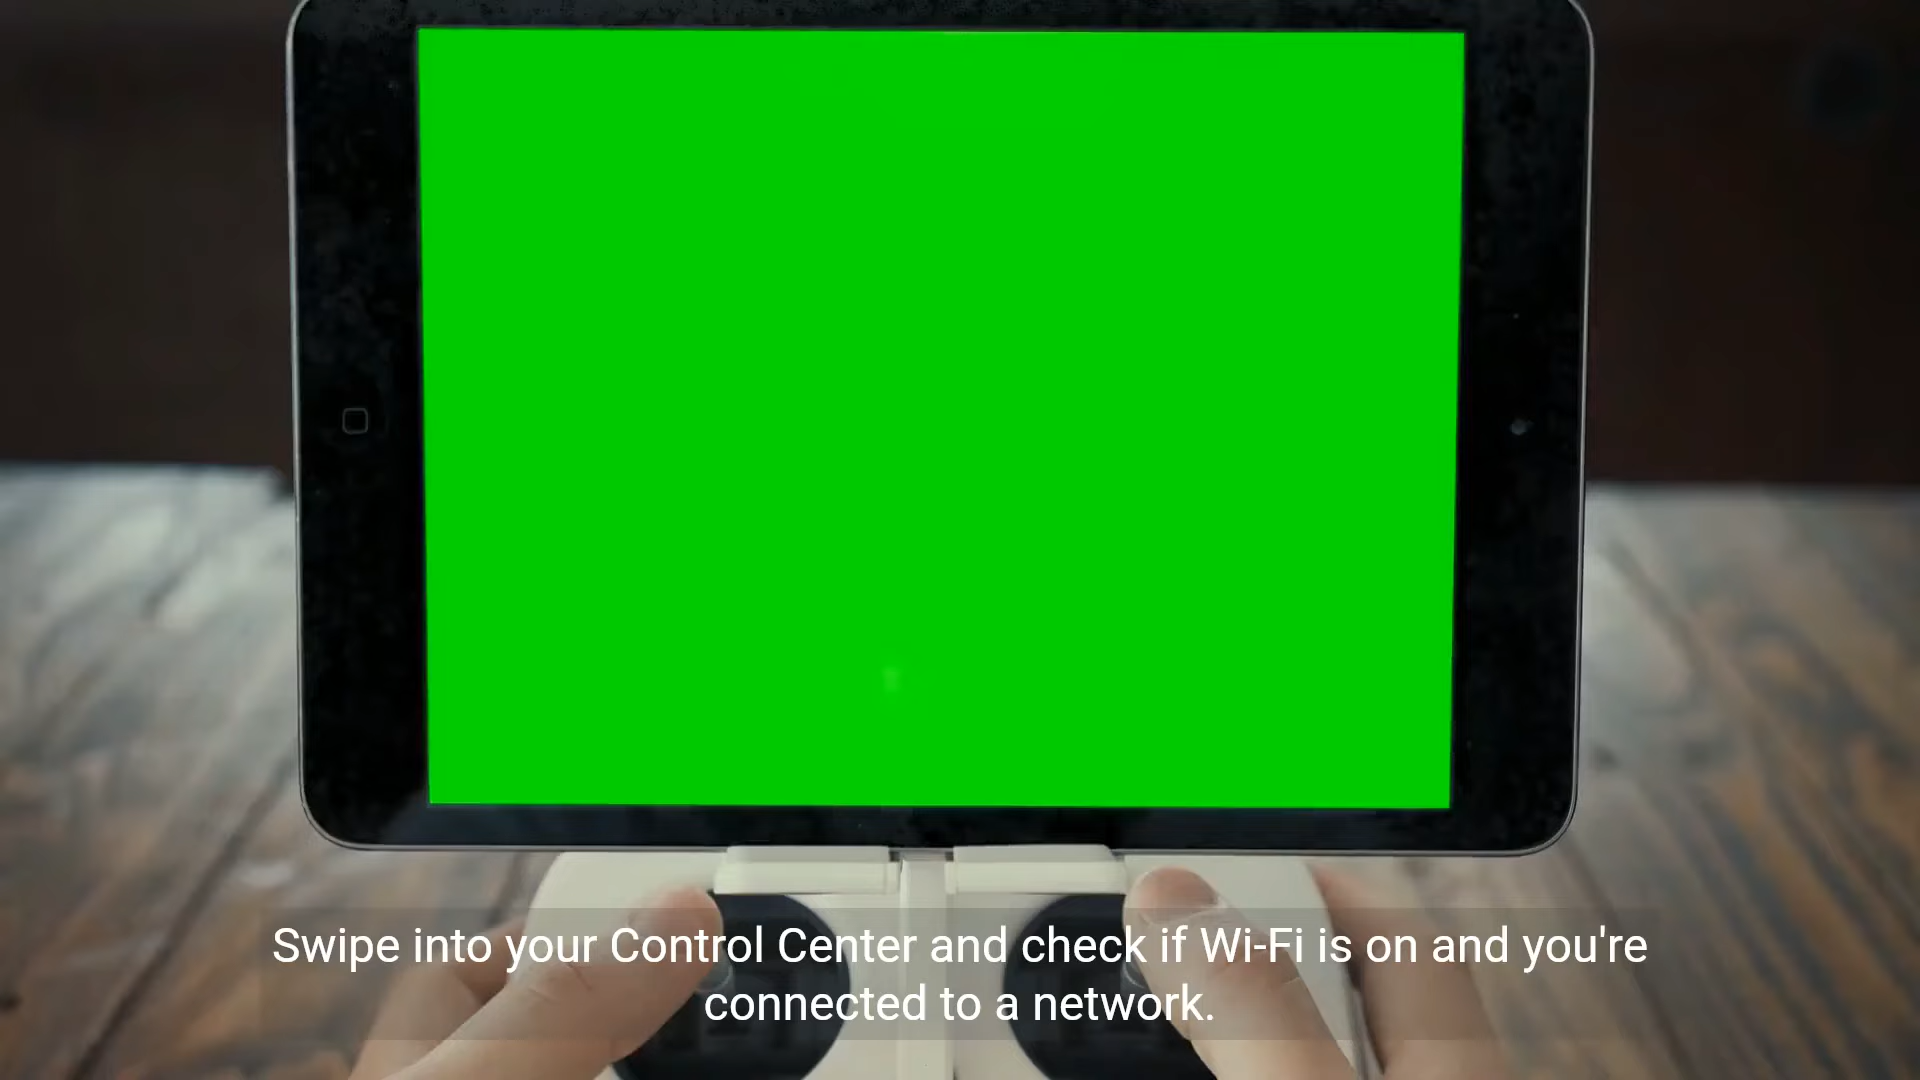 Swipe into your Control Center and check if Wi-Fi is on and you're
connected to a network.